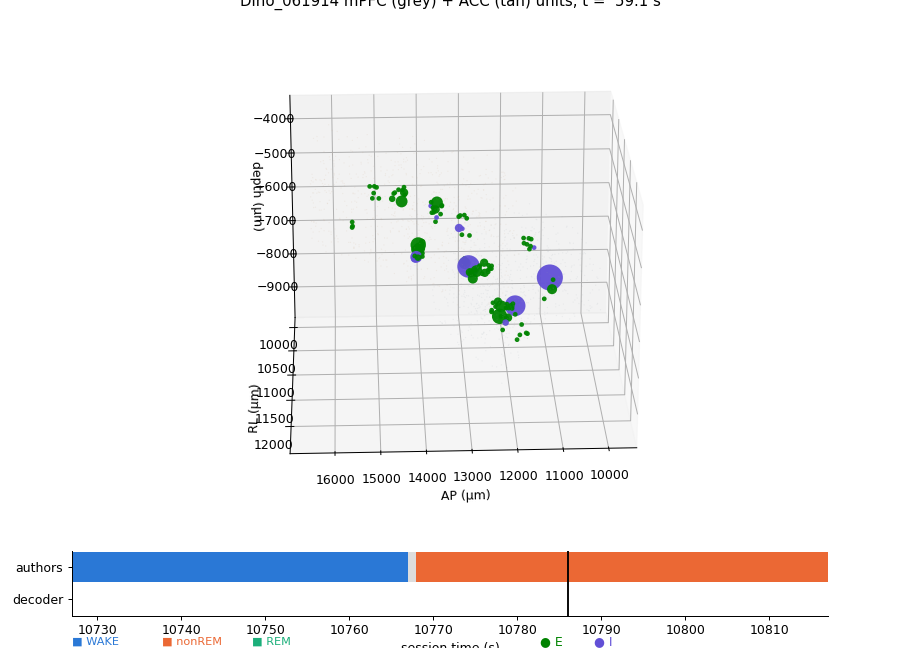 Dino_061914 mPFC (grey) + ACC (tan) units, t = 59.1 s
−4000
−5000
−6000
−7000
−8000
−9000
depth (μm)
10000
10500
11000
11500
12000
RL (μm)
16000 15000 14000 13000 12000 11000 10000
AP (μm)
authors
decoder
10730 10740 10750 10760 10770 10780 10790 10800 10810
session time (s)
WAKE nonREM REM E I